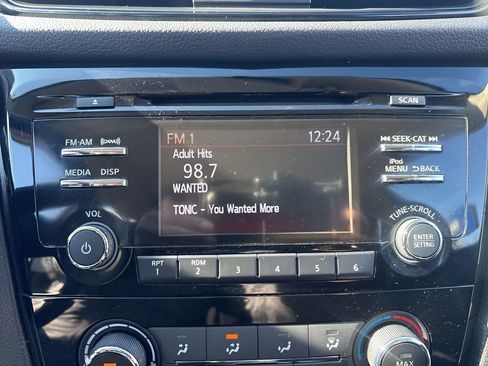 SCAN
FM·AM
FM 1 12:24
SEEK·CAT
Adult Hits
98.7
iPod
MENU BACK
MEDIA DISP
WANTED
TONIC - You Wanted More
VOL
TUNE·SCROLL
ENTER
SETTING
RPT RDM
1 2 3 4 5 6
MAX